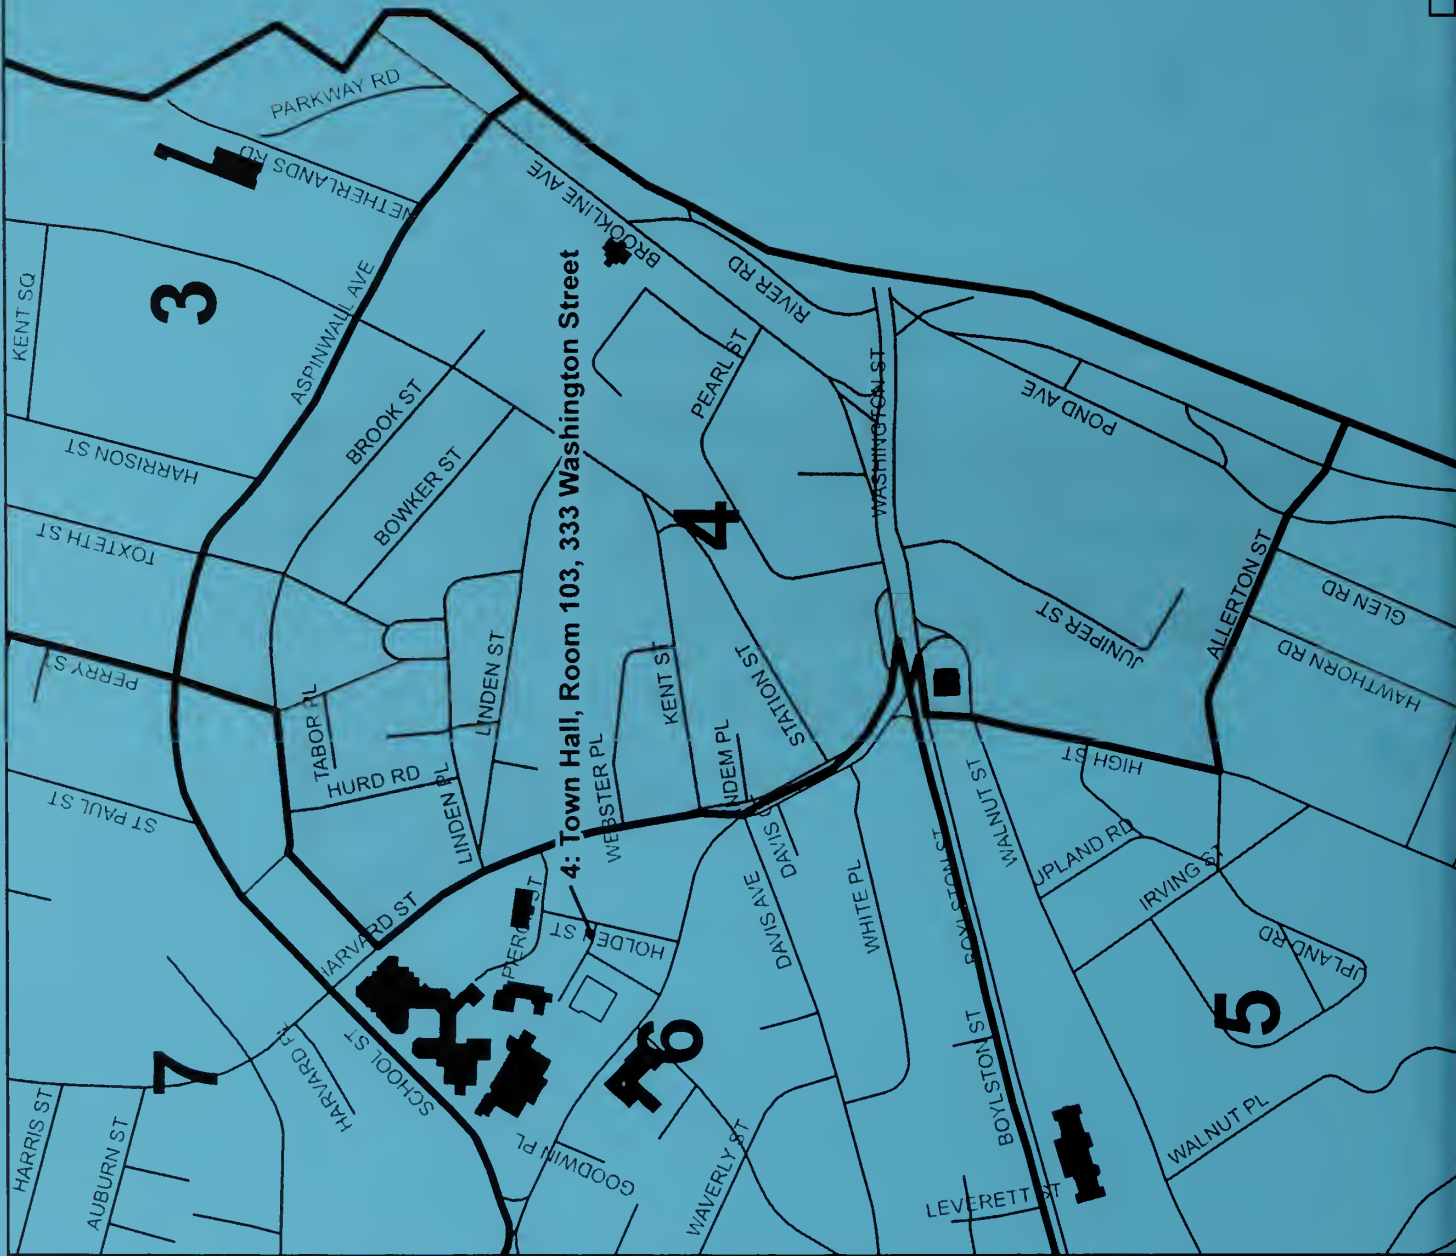 PARKWAY RD
NETHERLANDS RD
KENT SQ
3
ASPINWALL AVE
BROOKLINE AVE
HARRISON ST
TOXTETH ST
BROOK ST
BOWKER ST
RIVER RD
PEARL ST
WASHINGTON ST
POND AVE
4: Town Hall, Room 103, 333 Washington Street
4
PERRY ST
TABOR PL
HURD RD
LINDEN ST
LINDEN PL
KENT ST
WEBSTER PL
STATION ST
JUNIPER ST
ALLERTON ST
GLEN RD
HAWTHORN RD
HIGH ST
ST PAUL ST
HARVARD ST
PIERCE ST
HOLDEN ST
DAVIS AVE
WHITE PL
BOYLSTON ST
WALNUT ST
UPLAND RD
IRVING ST
UPLAND RD
5
6
7
SCHOOL ST
HARRIS ST
AUBURN ST
GOODWIN PL
WAVERLY ST
BOYLSTON ST
LEVERETT ST
WALNUT PL